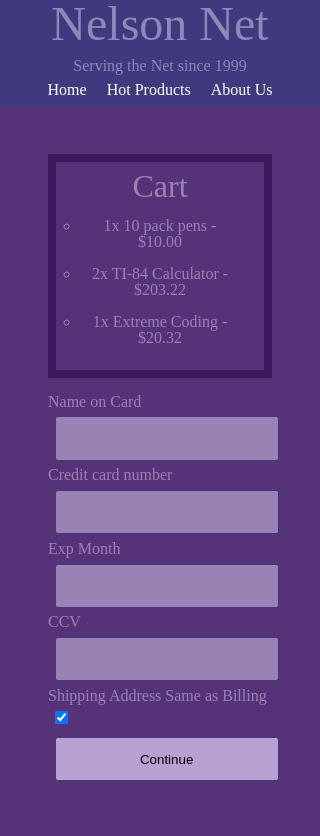 Nelson Net
Serving the Net since 1999
Home Hot Products About Us
Cart
1x 10 pack pens -
$10.00
2x TI-84 Calculator -
$203.22
1x Extreme Coding -
$20.32
Name on Card
Credit card number
Exp Month
CCV
Shipping Address Same as Billing
Continue